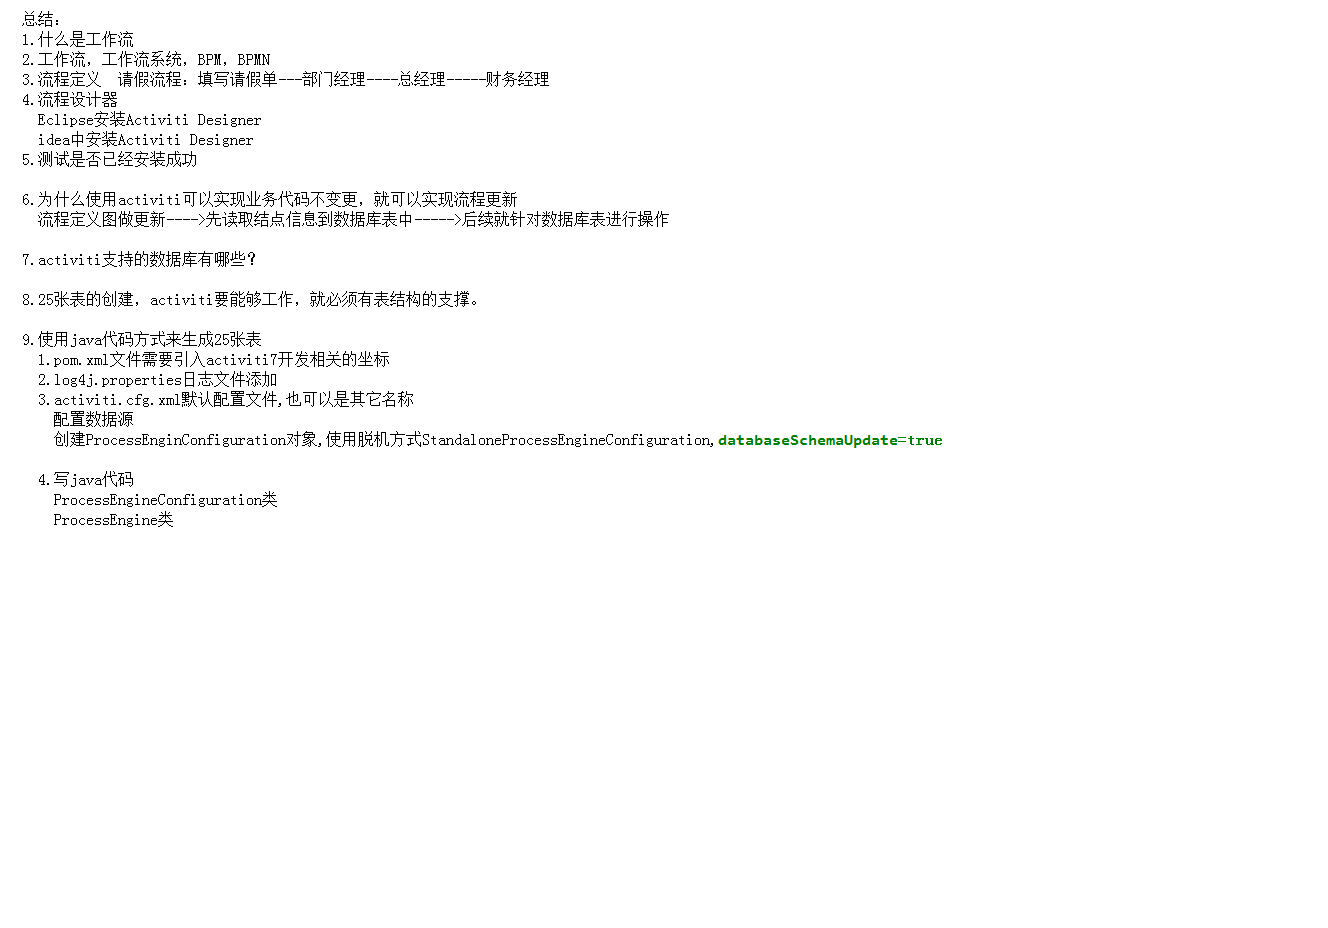 总结：
1.什么是工作流
2.工作流，工作流系统，BPM，BPMN
3.流程定义  请假流程：填写请假单---部门经理----总经理-----财务经理
4.流程设计器
  Eclipse安装Activiti Designer
  idea中安装Activiti Designer
5.测试是否已经安装成功
6.为什么使用activiti可以实现业务代码不变更，就可以实现流程更新
  流程定义图做更新---->先读取结点信息到数据库表中----->后续就针对数据库表进行操作
7.activiti支持的数据库有哪些？
8.25张表的创建，activiti要能够工作，就必须有表结构的支撑。
9.使用java代码方式来生成25张表
  1.pom.xml文件需要引入activiti7开发相关的坐标
  2.log4j.properties日志文件添加
  3.activiti.cfg.xml默认配置文件,也可以是其它名称
    配置数据源
    创建ProcessEnginConfiguration对象,使用脱机方式StandaloneProcessEngineConfiguration,databaseSchemaUpdate=true
  4.写java代码
    ProcessEngineConfiguration类
    ProcessEngine类